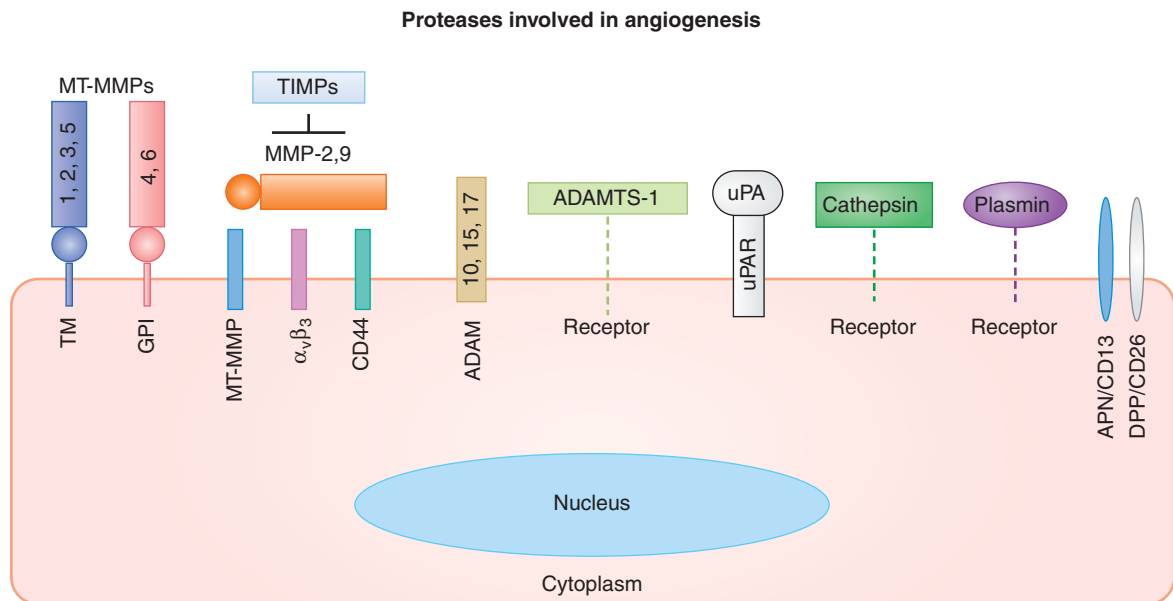 Proteases involved in angiogenesis
MT-MMPs
TIMPs
MMP-2,9
1, 2, 3, 5
4, 6
10, 15, 17
ADAMTS-1
uPA
uPAR
Cathepsin
Plasmin
TM
GPI
MT-MMP
αvβ3
CD44
ADAM
Receptor
Receptor
Receptor
APN/CD13
DPP/CD26
Nucleus
Cytoplasm